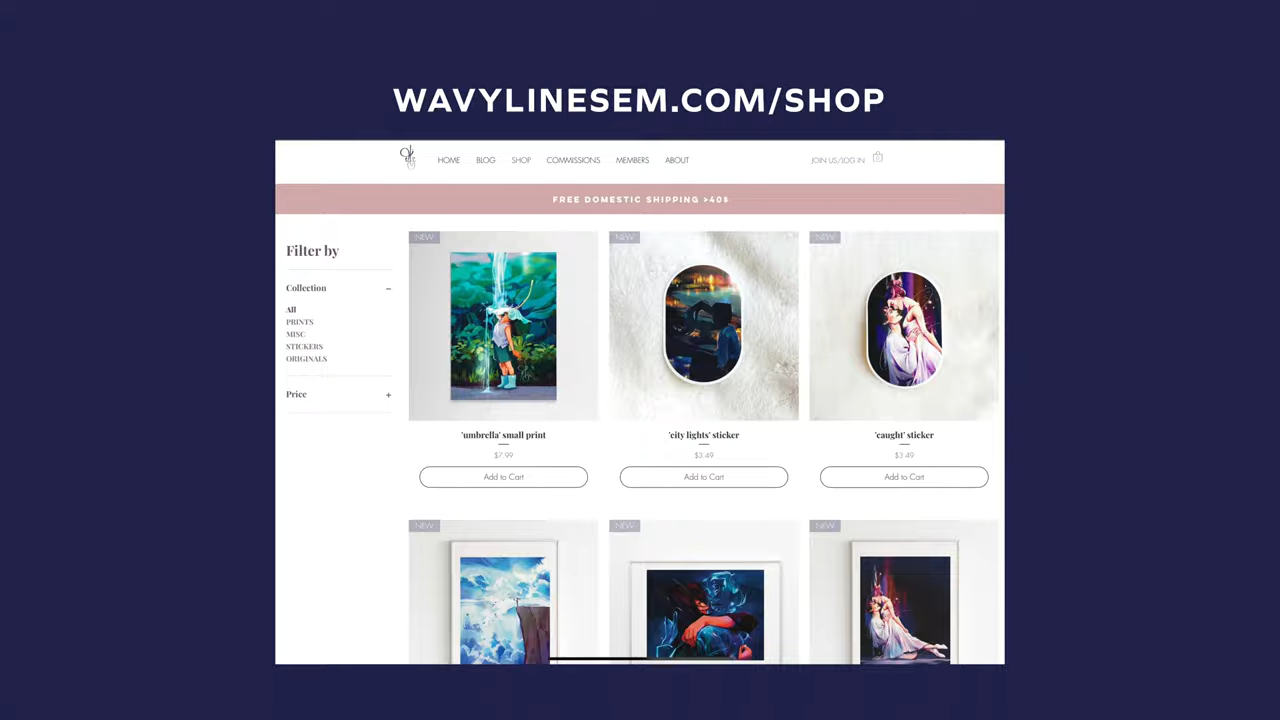 WAVYLINESEM.COM/SHOP
HOME BLOG SHOP COMMISSIONS MEMBERS ABOUT JOIN US/LOG IN 0
FREE DOMESTIC SHIPPING >40$
Filter by
Collection −
All
PRINTS
MISC
STICKERS
ORIGINALS
Price +
NEW NEW NEW
'umbrella' small print 'city lights' sticker 'caught' sticker
$7.99 $3.49 $3.49
Add to Cart Add to Cart Add to Cart
NEW NEW NEW